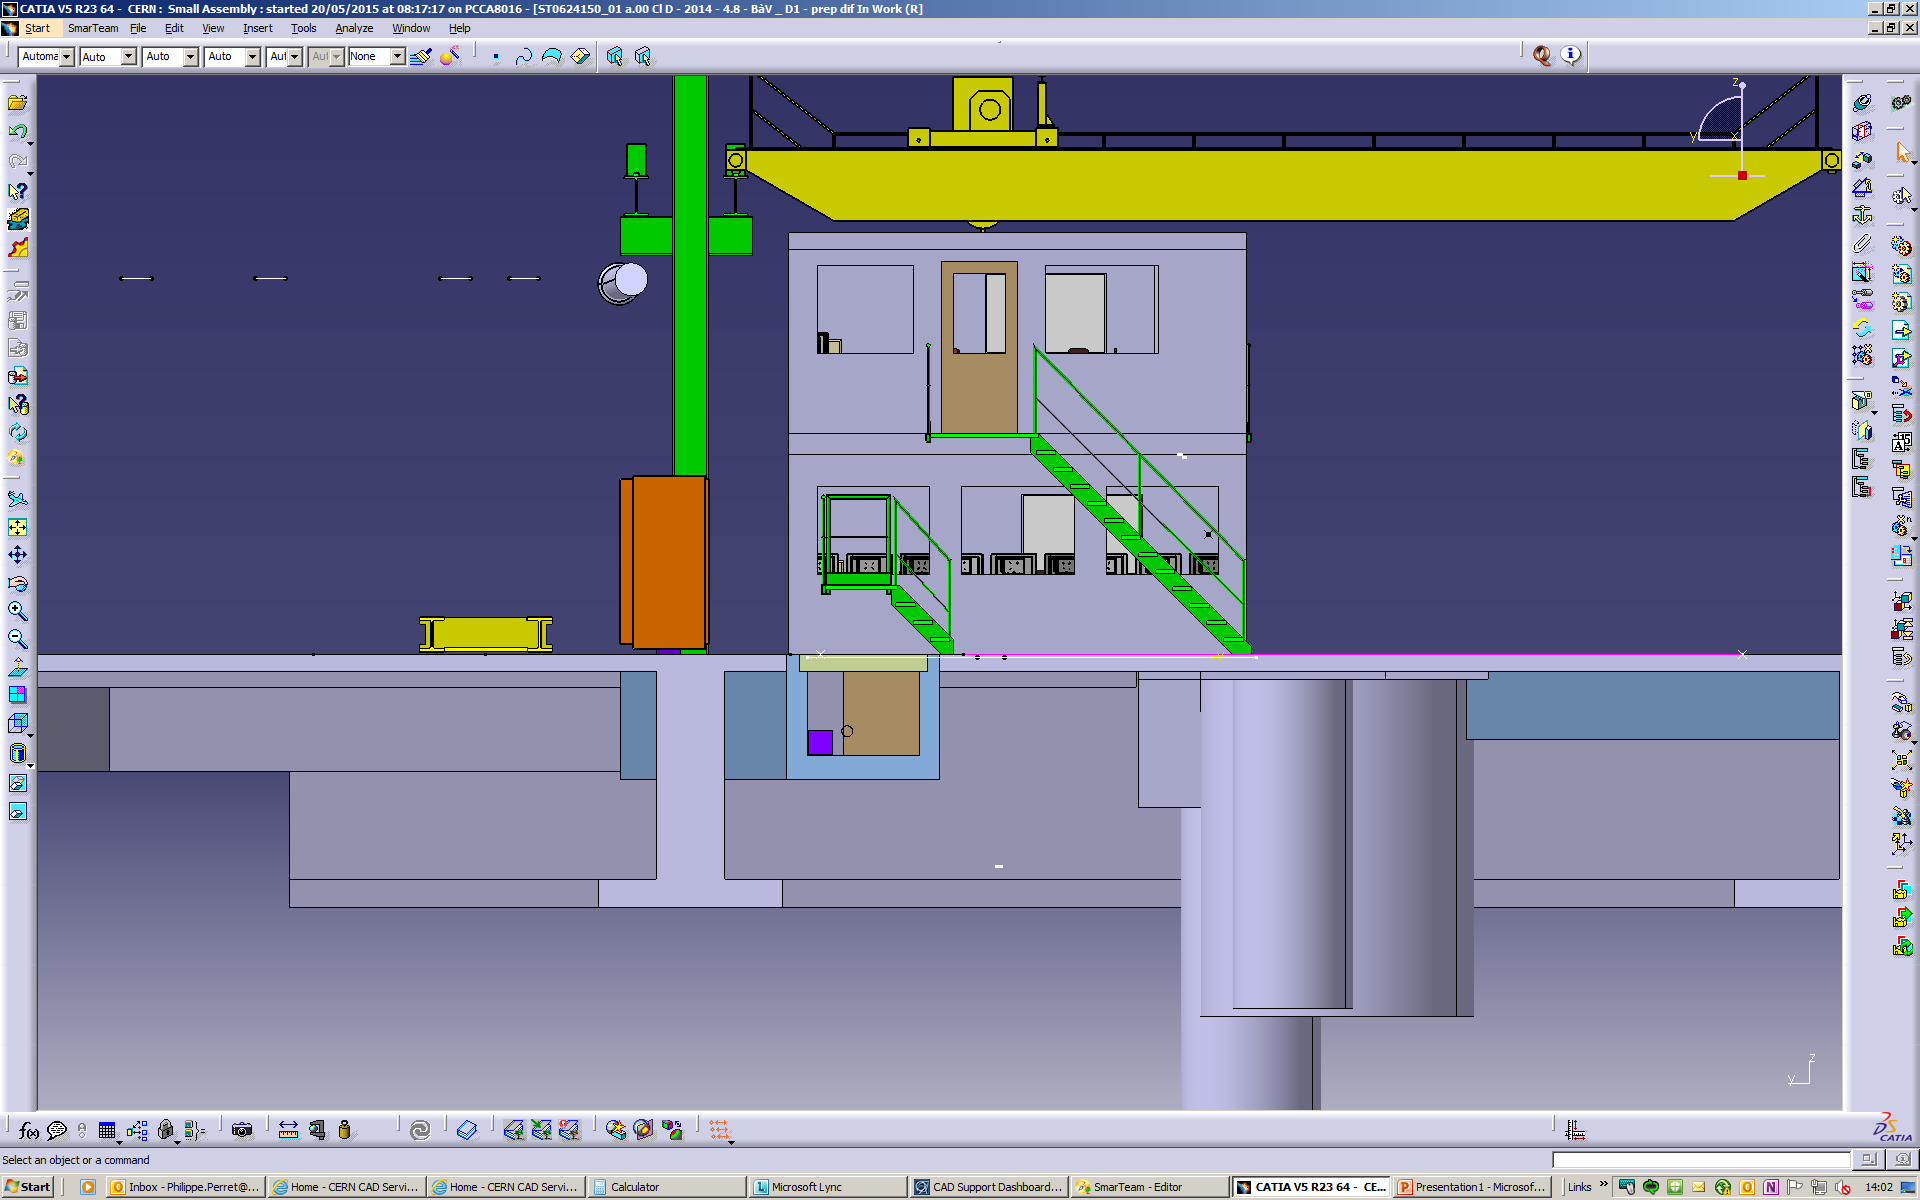 CATIA V5 R23 64 - CERN : Small Assembly : started 20/05/2015 at 08:17:17 on PCCA8016 - [ST0624150_01 a.00 Cl D - 2014 - 4.8 - BàV _ D1 - prep dif In Work (R]
Start SmarTeam File Edit View Insert Tools Analyze Window Help
Automa Auto Auto Auto Aut Aut None
z
y x
z
y
f(x)
DS
CATIA
Select an object or a command
Start Inbox - Philippe.Perret@... Home - CERN CAD Servi... Home - CERN CAD Servi... Calculator Microsoft Lync CAD Support Dashboard... SmarTeam - Editor CATIA V5 R23 64 - CE... Presentation1 - Microsof... Links » 14:02